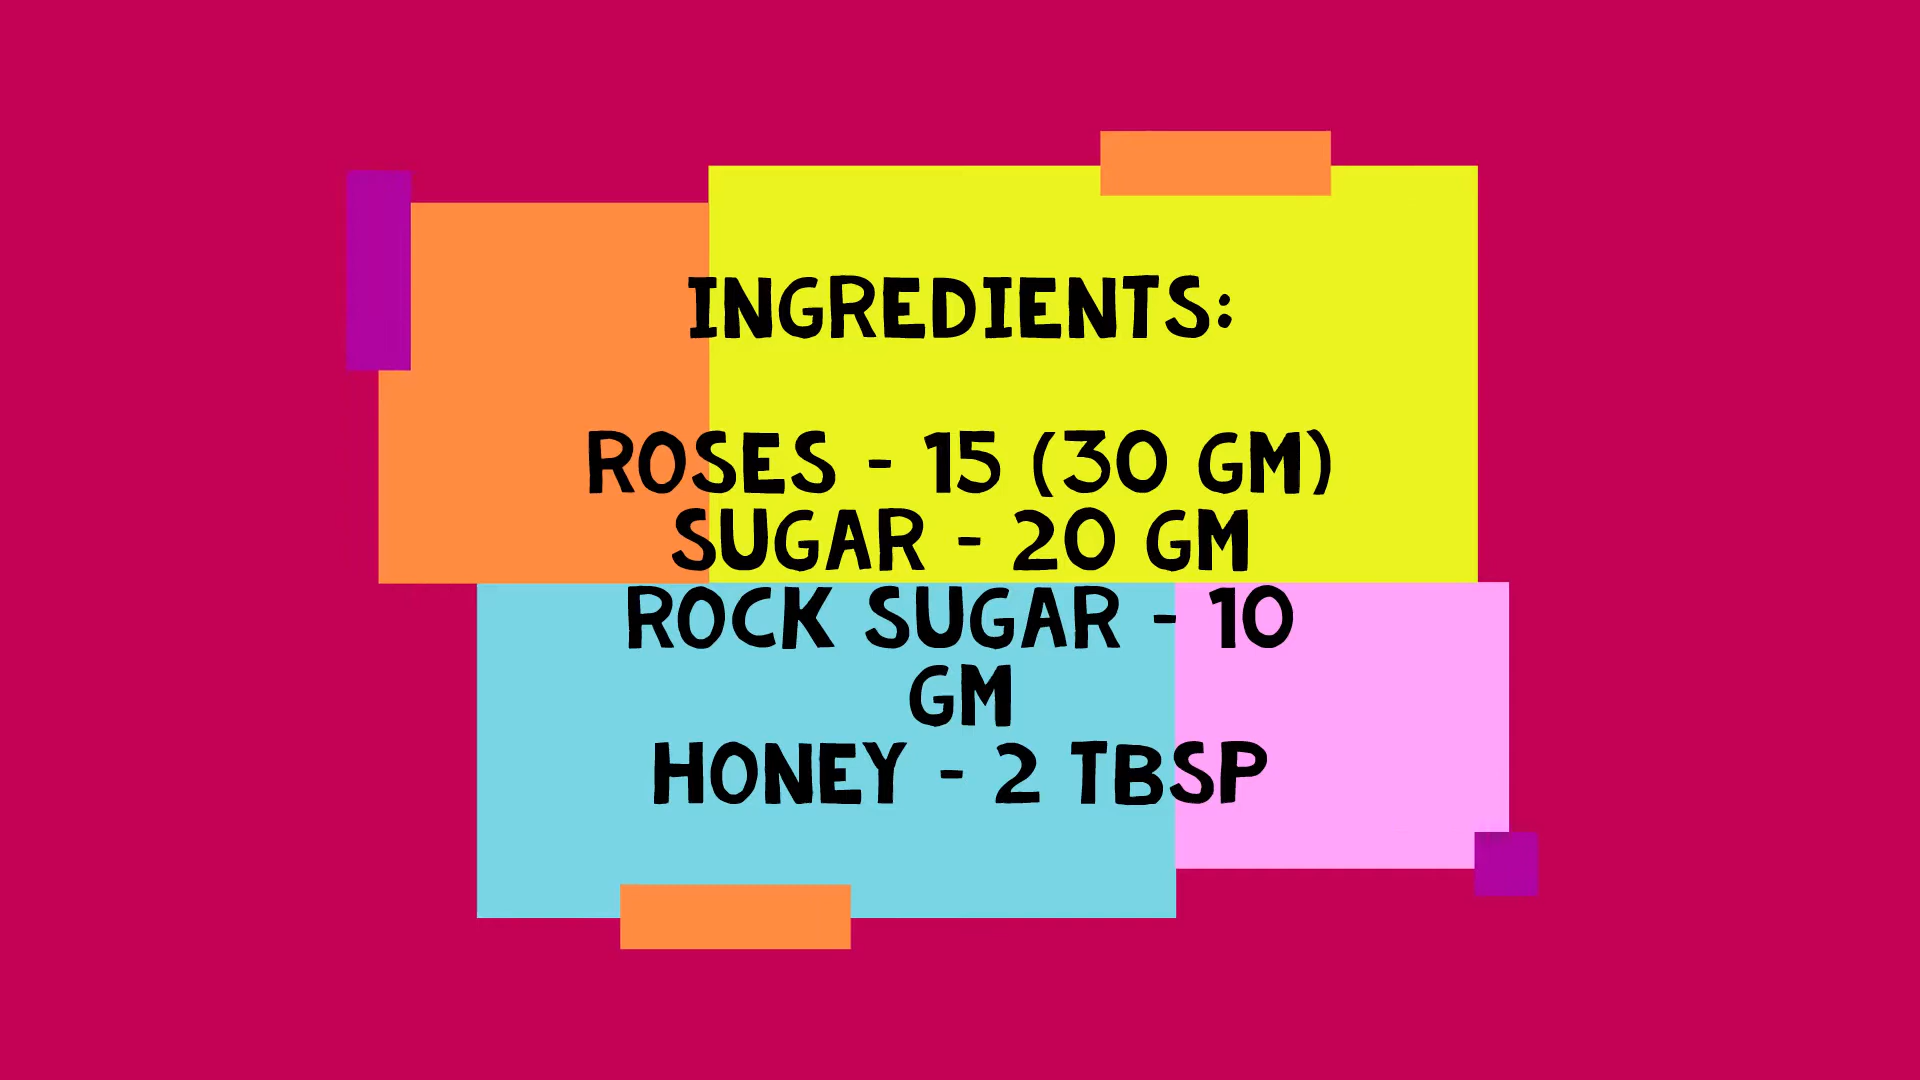 INGREDIENTS:
ROSES - 15 (30 GM)
SUGAR - 20 GM
ROCK SUGAR - 10
GM
HONEY - 2 TBSP